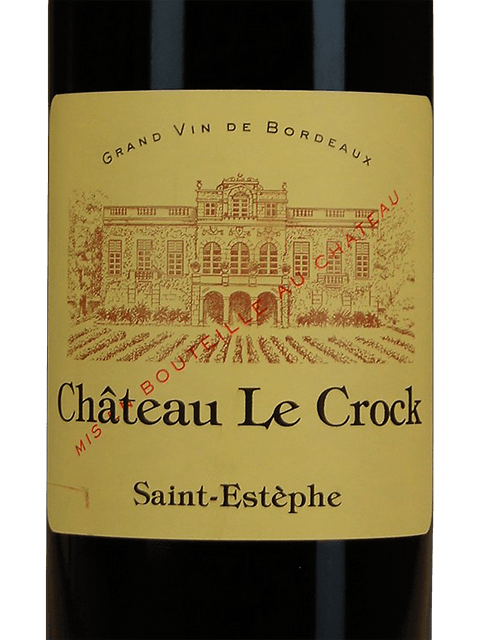 GRAND VIN DE BORDEAUX
MIS EN BOUTEILLE AU CHATEAU
Château Le Crock
Saint-Estèphe